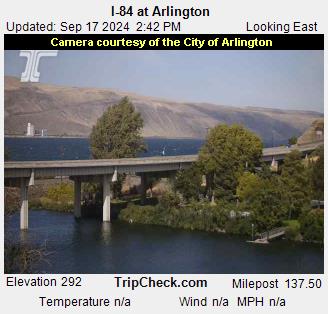 I-84 at Arlington
Updated: Sep 17 2024 2:42 PM Looking East
Camera courtesy of the City of Arlington
Elevation 292 TripCheck.com Milepost 137.50
Temperature n/a Wind n/a MPH n/a